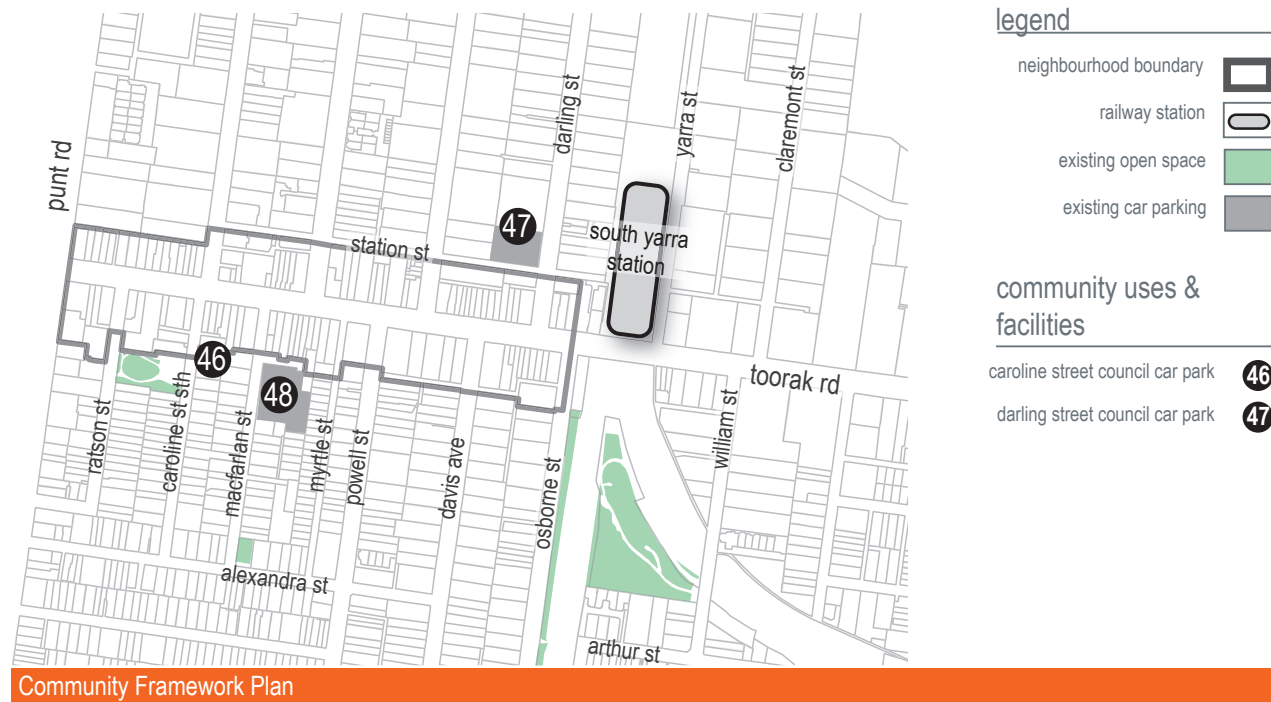 legend
neighbourhood boundary
railway station
existing open space
existing car parking
community uses &
facilities
caroline street council car park 46
darling street council car park 47
punt rd
darling st
yarra st
claremont st
47
station st
south yarra
station
46
48
toorak rd
ratson st
caroline st sth
macfarlan st
myrtle st
powell st
davis ave
osborne st
william st
alexandra st
arthur st
Community Framework Plan